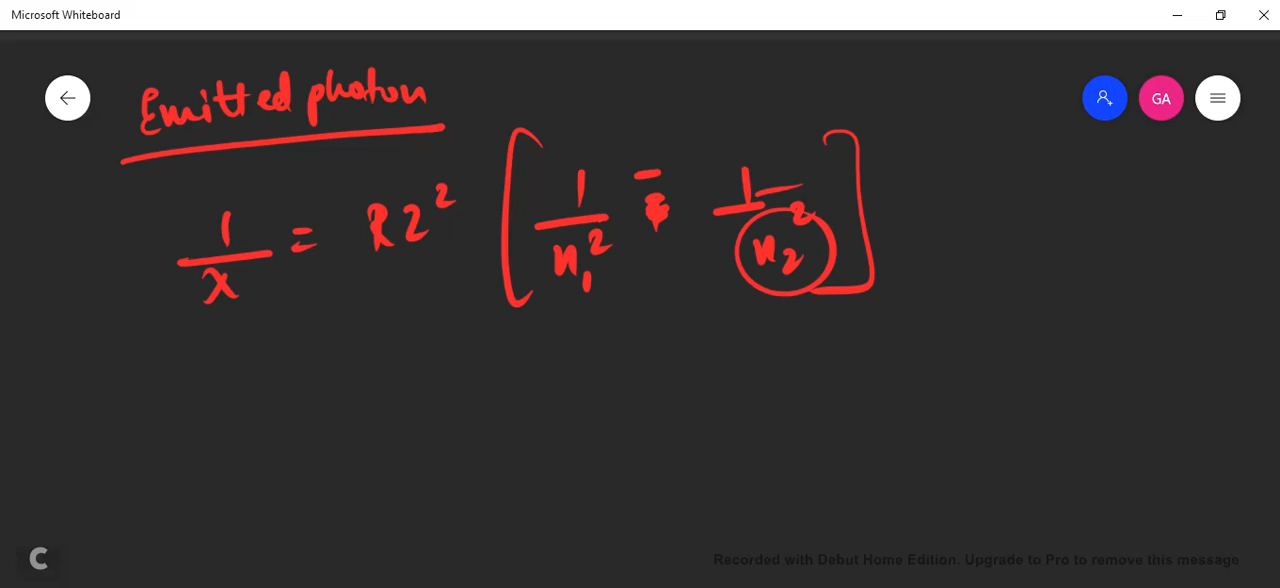 Microsoft Whiteboard
Emitted photon
GA
1/λ = RZ² [ 1/n₁² - 1/n₂² ]
C
Recorded with Debut Home Edition. Upgrade to Pro to remove this message